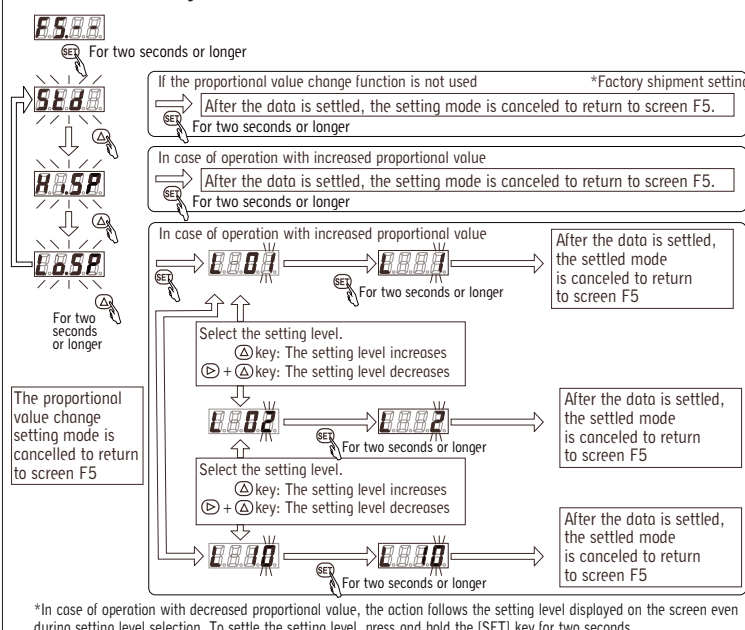 F5.--
SET For two seconds or longer
Std
If the proportional value change function is not used *Factory shipment setting
After the data is settled, the setting mode is canceled to return to screen F5.
SET
For two seconds or longer
Hi.SP
In case of operation with increased proportional value
After the data is settled, the setting mode is canceled to return to screen F5.
SET
For two seconds or longer
Lo.SP
For two
seconds
or longer
The proportional
value change
setting mode is
cancelled to return
to screen F5
In case of operation with increased proportional value
SET
L 01
SET
For two seconds or longer
L 1
After the data is settled,
the settled mode
is canceled to return
to screen F5
Select the setting level.
△ key: The setting level increases
▷ + △ key: The setting level decreases
L 02
SET
For two seconds or longer
L 2
After the data is settled,
the settled mode
is canceled to return
to screen F5
Select the setting level.
△ key: The setting level increases
▷ + △ key: The setting level decreases
L 10
SET
For two seconds or longer
L 10
After the data is settled,
the settled mode
is canceled to return
to screen F5
*In case of operation with decreased proportional value, the action follows the setting level displayed on the screen even
during setting level selection. To settle the setting level, press and hold the [SET] key for two seconds